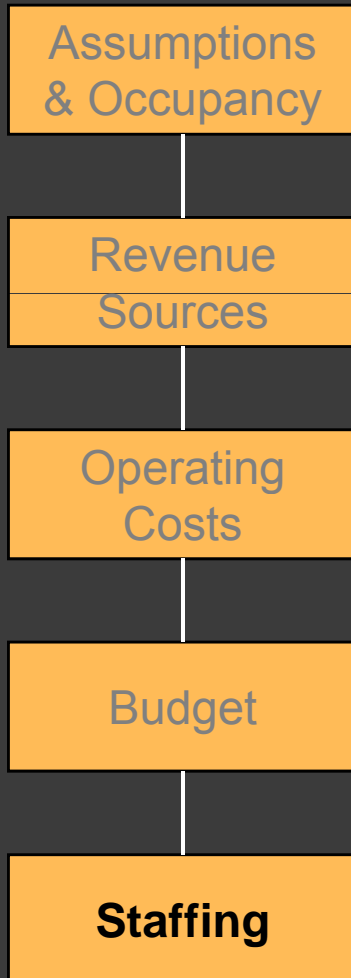 Assumptions
& Occupancy
Revenue
Sources
Operating
Costs
Budget
Staffing